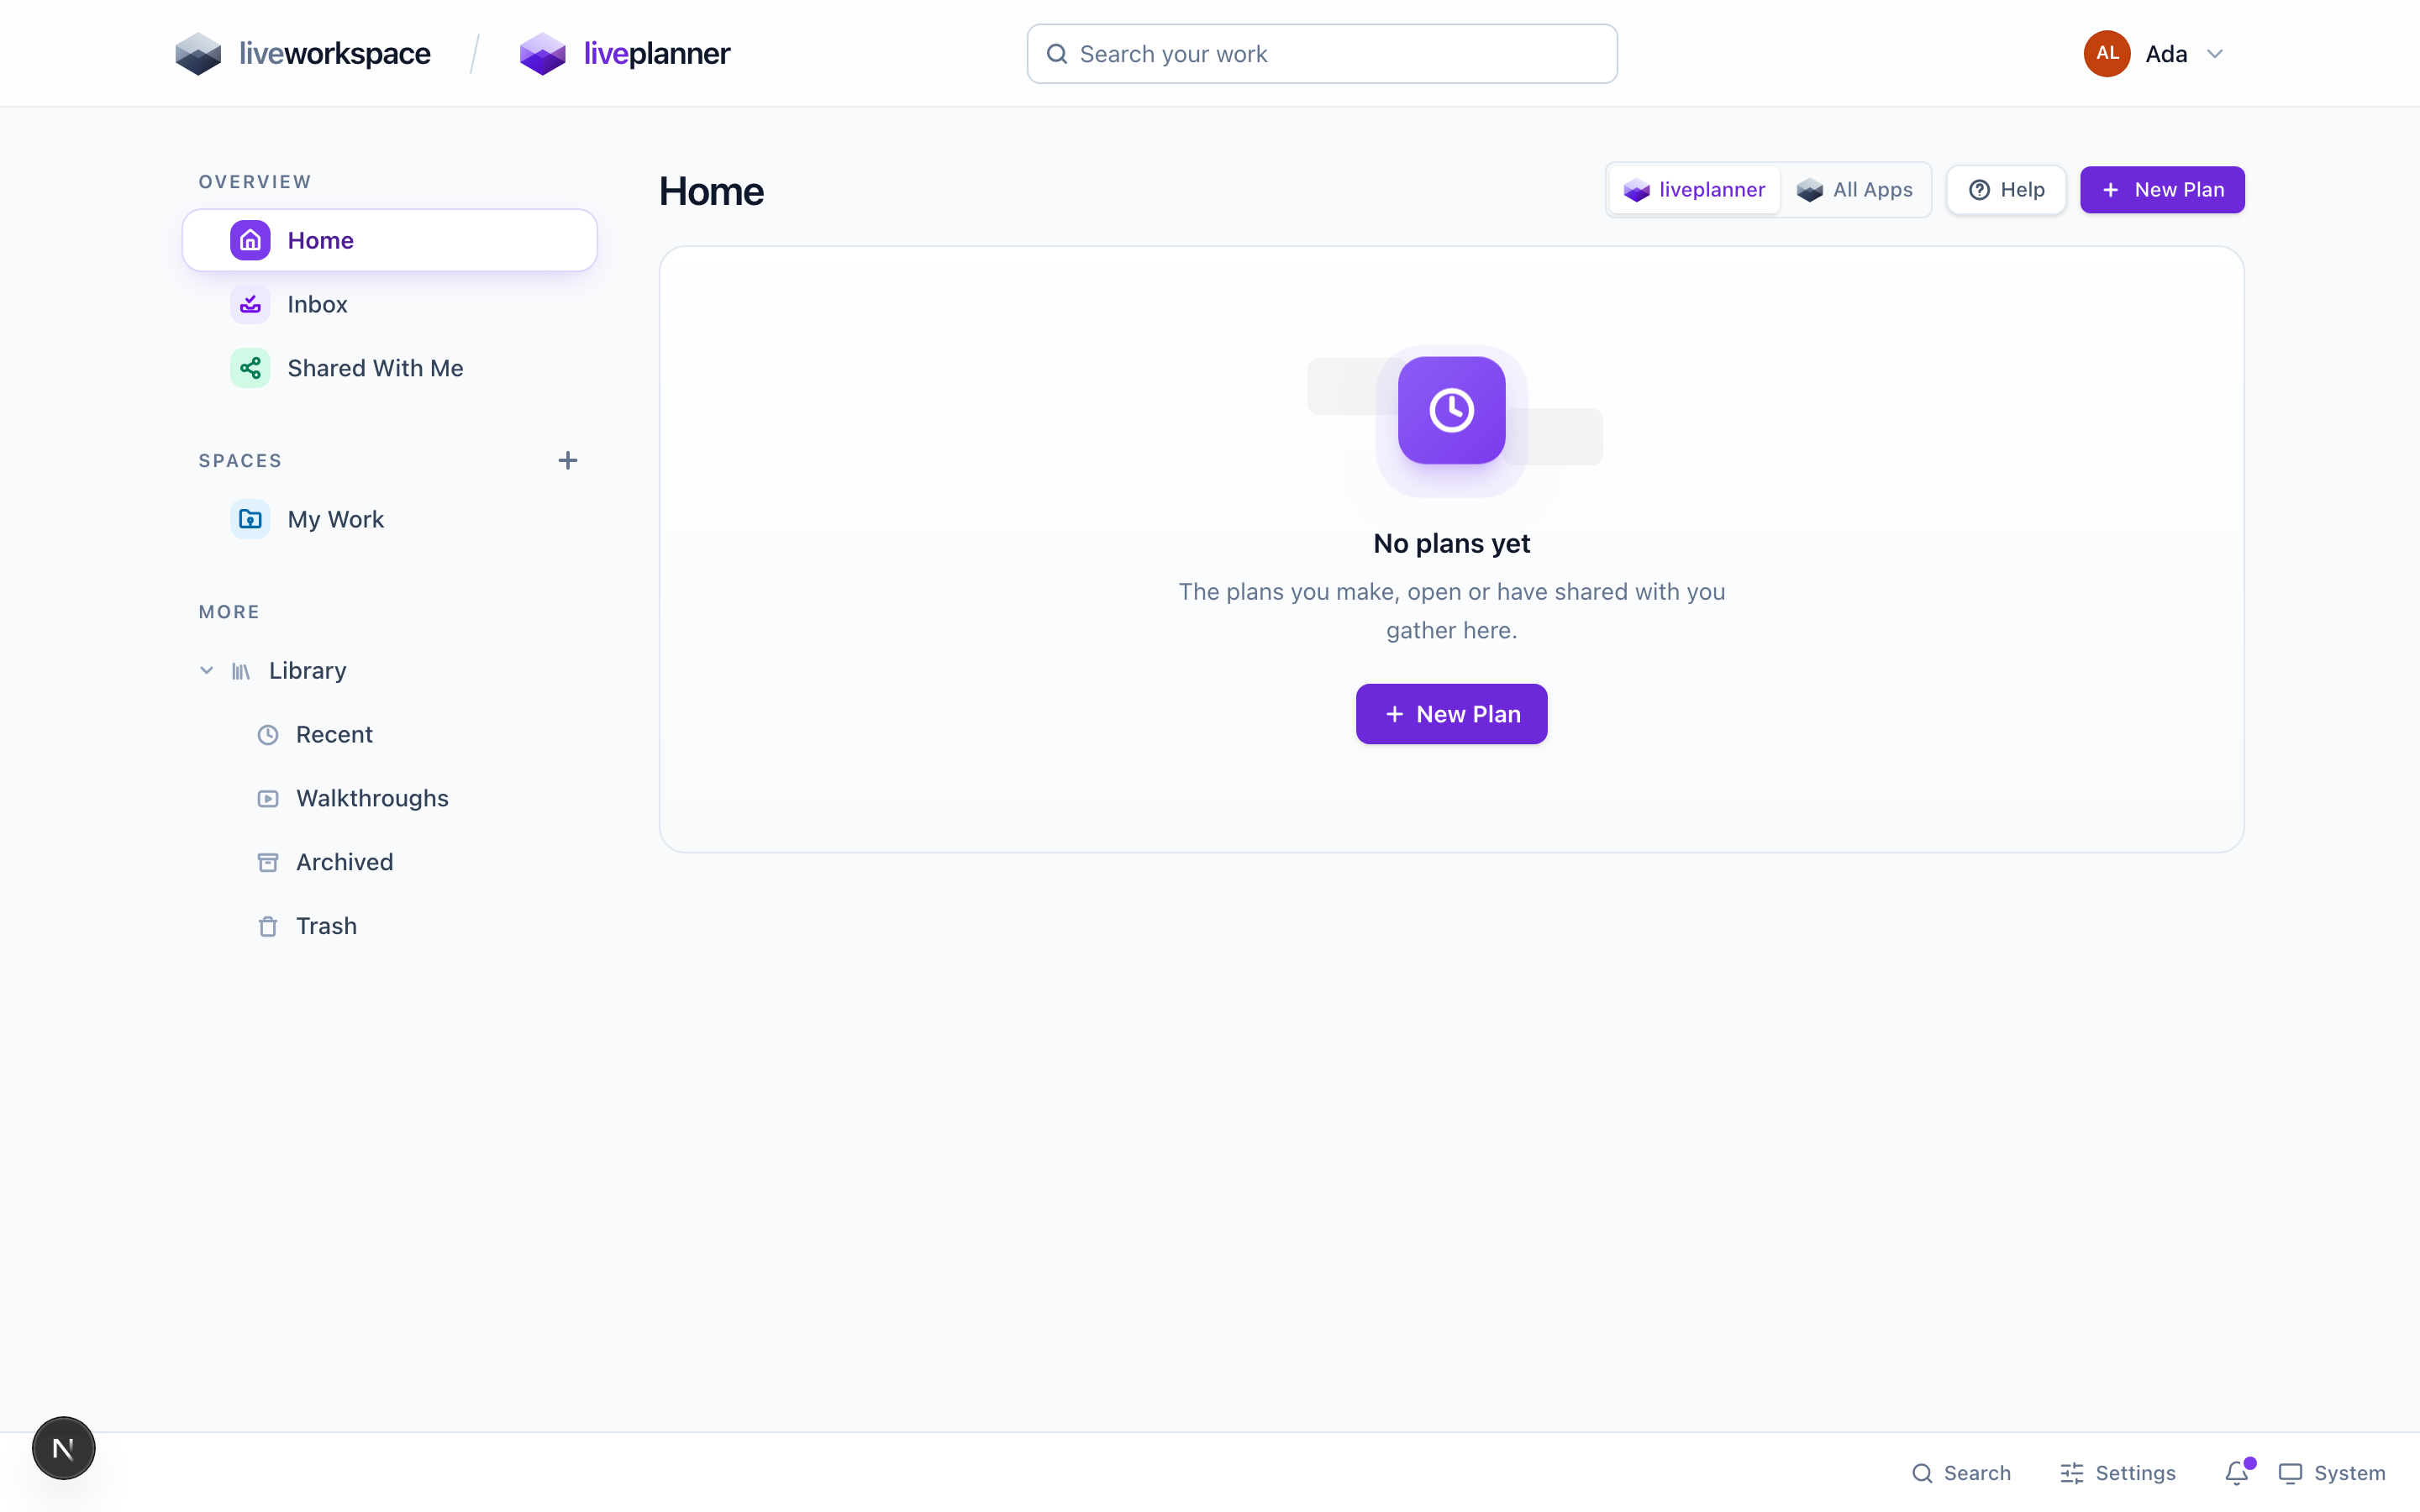 liveworkspace / liveplanner
Search your work
AL Ada
OVERVIEW
Home
Inbox
Shared With Me
SPACES
My Work
MORE
Library
Recent
Walkthroughs
Archived
Trash
Home
liveplanner All Apps Help New Plan
No plans yet
The plans you make, open or have shared with you
gather here.
New Plan
N
Search Settings System